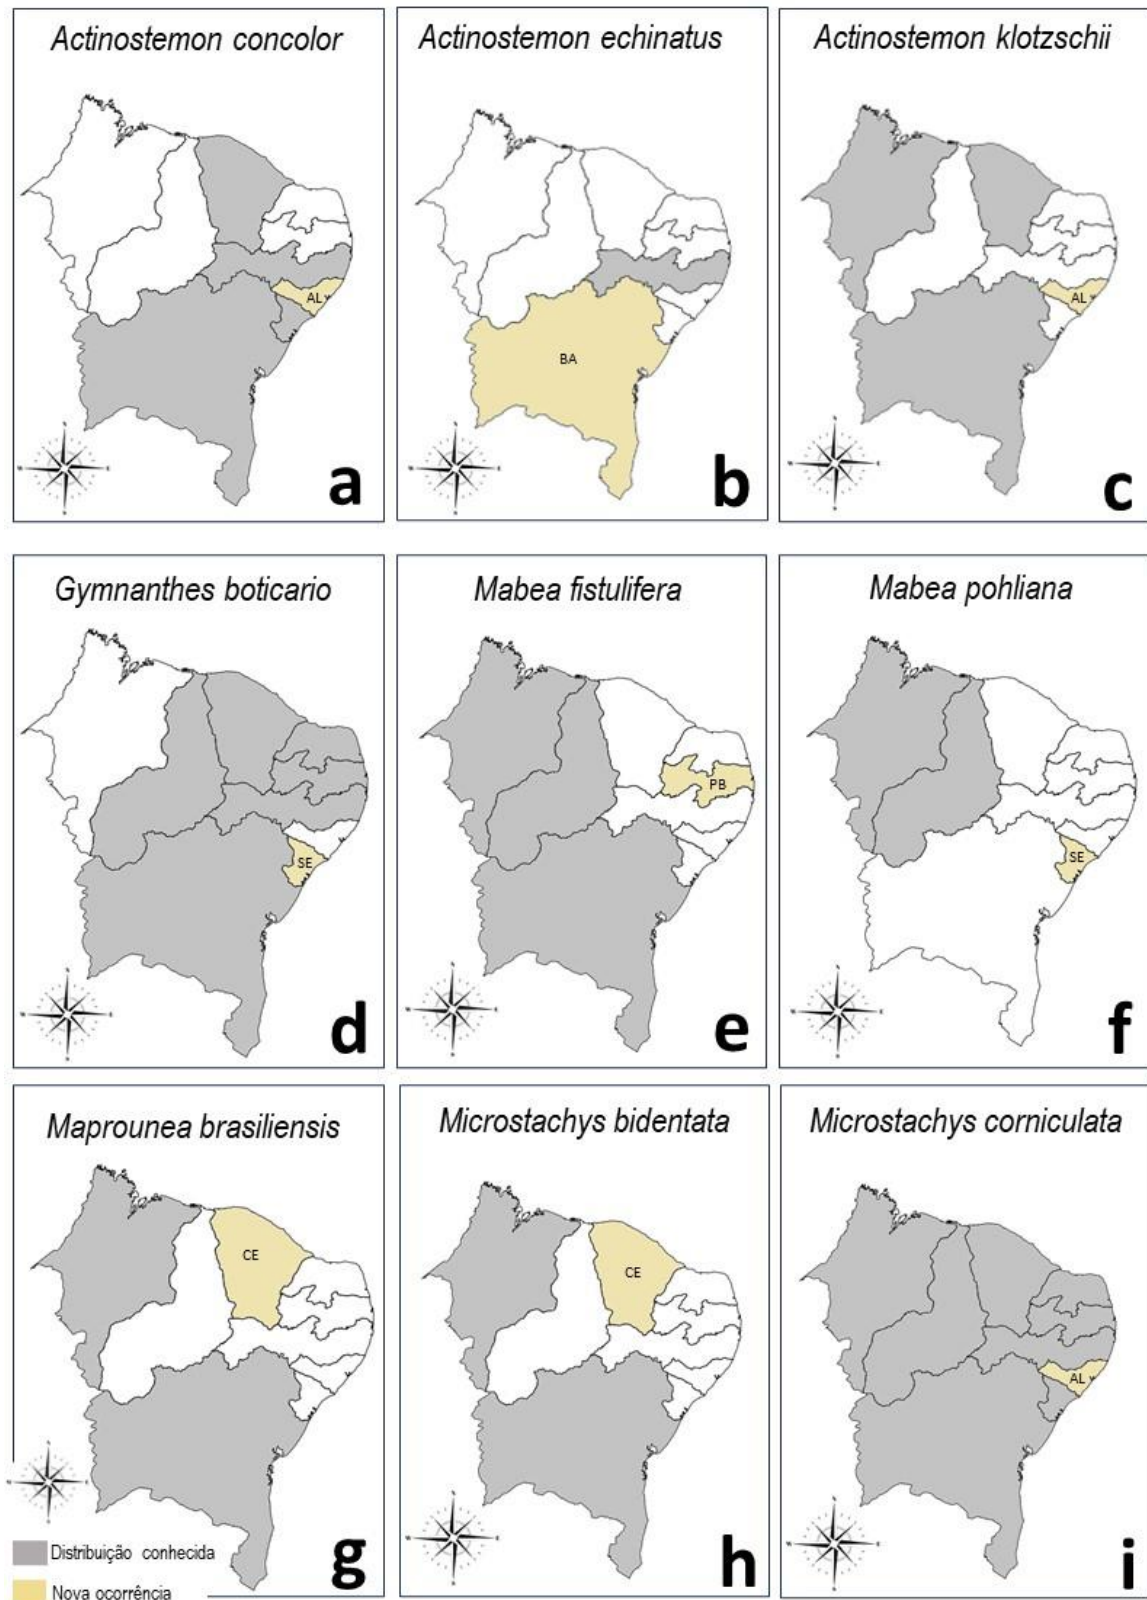 Actinostemon concolor
AL
a
Actinostemon echinatus
BA
b
Actinostemon klotzschii
AL
c
Gymnanthes boticario
SE
d
Mabea fistulifera
PB
e
Mabea pohliana
SE
f
Maprounea brasiliensis
CE
Distribuição conhecida
Nova ocorrência
g
Microstachys bidentata
CE
h
Microstachys corniculata
AL
i